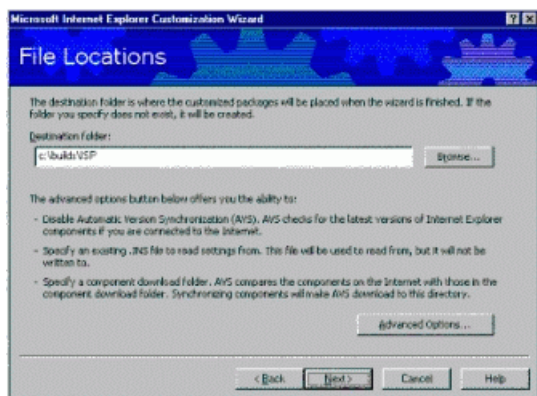 Microsoft Internet Explorer Customization Wizard
File Locations
The destination folder is where the customized packages will be placed when the wizard is finished. If the
folder you specify does not exist, it will be created.
Destination folder:
Browse...
The advanced options button below offers you the ability to:
- Disable Automatic Version Synchronization (AVS). AVS checks for the latest versions of Internet Explorer
components if you are connected to the Internet.
- Specify an existing .INS file to read settings from. This file will be used to read from, but it will not be
written to.
- Specify a component download folder. AVS compares the components on the Internet with those in the
component download folder. Synchronizing components will make AVS download to this directory.
Advanced Options...
< Back
Next >
Cancel
Help